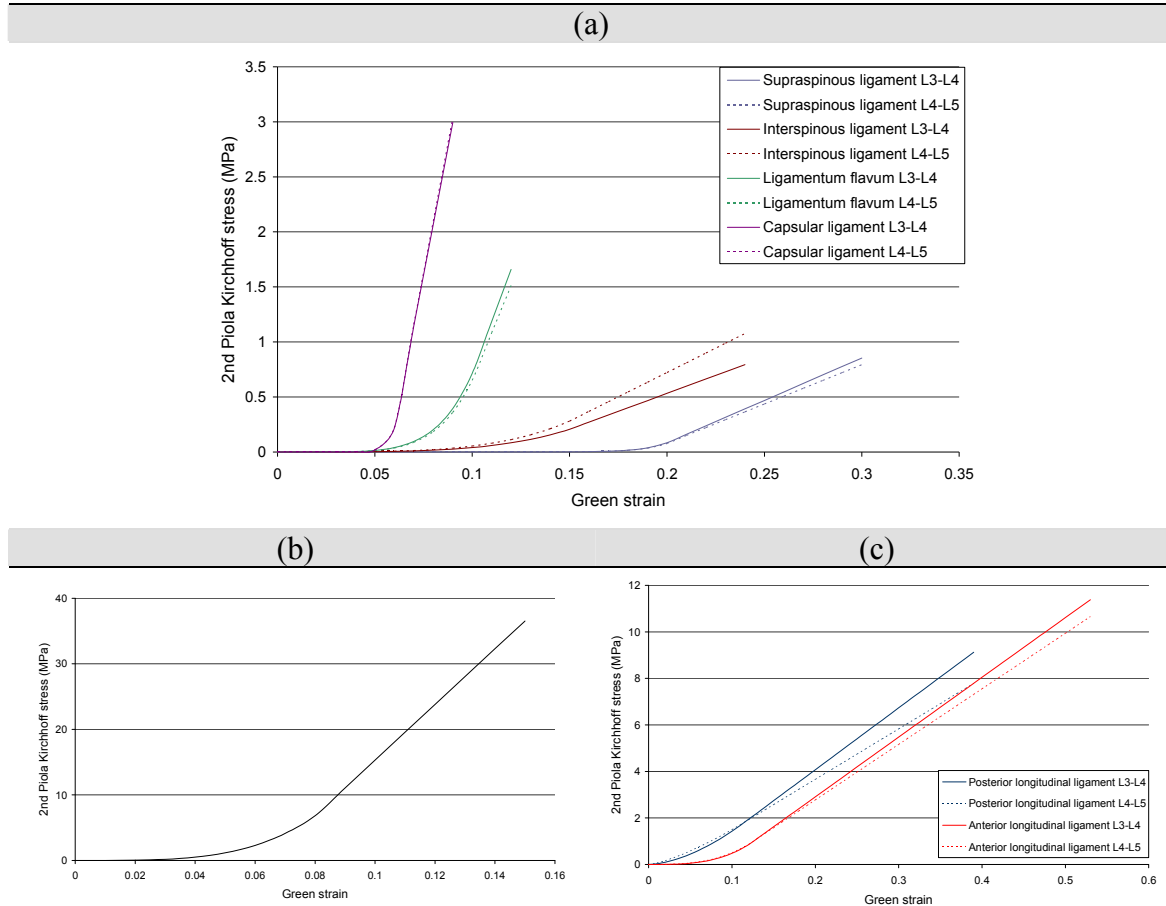 (a)
3.5
3
2.5
2
1.5
1
0.5
0
2nd Piola Kirchhoff stress (MPa)
0 0.05 0.1 0.15 0.2 0.25 0.3 0.35
Green strain
Supraspinous ligament L3-L4
Supraspinous ligament L4-L5
Interspinous ligament L3-L4
Interspinous ligament L4-L5
Ligamentum flavum L3-L4
Ligamentum flavum L4-L5
Capsular ligament L3-L4
Capsular ligament L4-L5
(b)
40
30
20
10
0
2nd Piola Kirchhoff stress (MPa)
0 0.02 0.04 0.06 0.08 0.1 0.12 0.14 0.16
Green strain
(c)
12
10
8
6
4
2
0
2nd Piola Kirchhoff stress (MPa)
0 0.1 0.2 0.3 0.4 0.5 0.6
Green strain
Posterior longitudinal ligament L3-L4
Posterior longitudinal ligament L4-L5
Anterior longitudinal ligament L3-L4
Anterior longitudinal ligament L4-L5